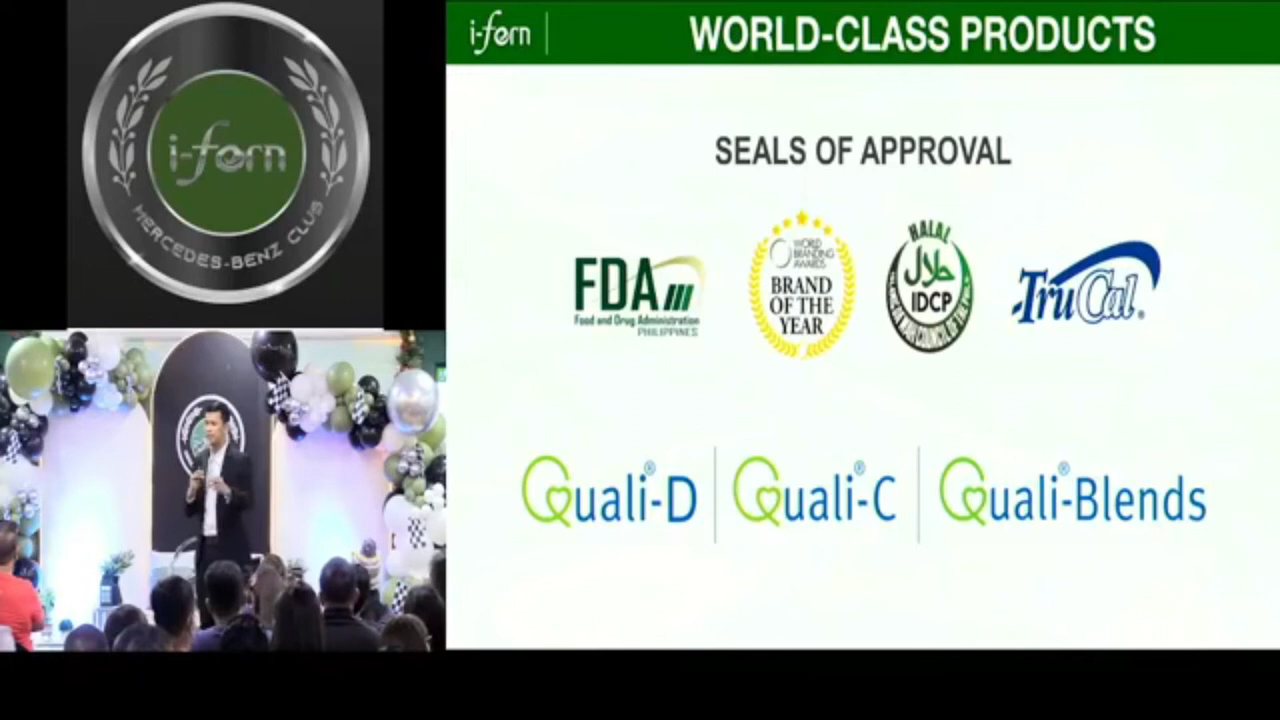 i-fern
MERCEDES-BENZ CLUB
i-fern
WORLD-CLASS PRODUCTS
SEALS OF APPROVAL
FDA
Food and Drug Administration
PHILIPPINES
WORLD
BRANDING
AWARDS
BRAND
OF THE
YEAR
HALAL
حلال
IDCP
TruCal®
Quali®-D
Quali®-C
Quali®-Blends